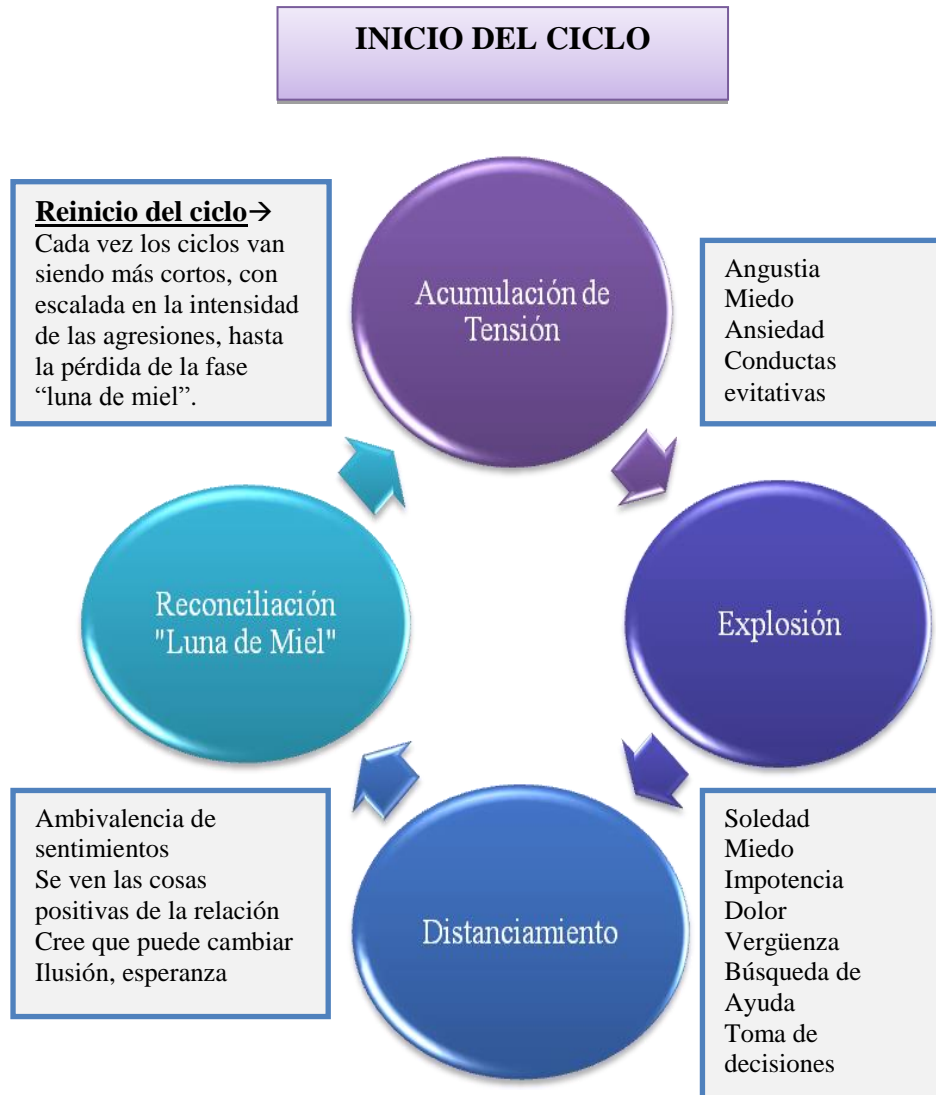 INICIO DEL CICLO
Reinicio del ciclo→
Cada vez los ciclos van
siendo más cortos, con
escalada en la intensidad
de las agresiones, hasta
la pérdida de la fase
“luna de miel”.
Acumulación de
Tensión
Angustia
Miedo
Ansiedad
Conductas
evitativas
Reconciliación
"Luna de Miel"
Explosión
Ambivalencia de
sentimientos
Se ven las cosas
positivas de la relación
Cree que puede cambiar
Ilusión, esperanza
Distanciamiento
Soledad
Miedo
Impotencia
Dolor
Vergüenza
Búsqueda de
Ayuda
Toma de
decisiones